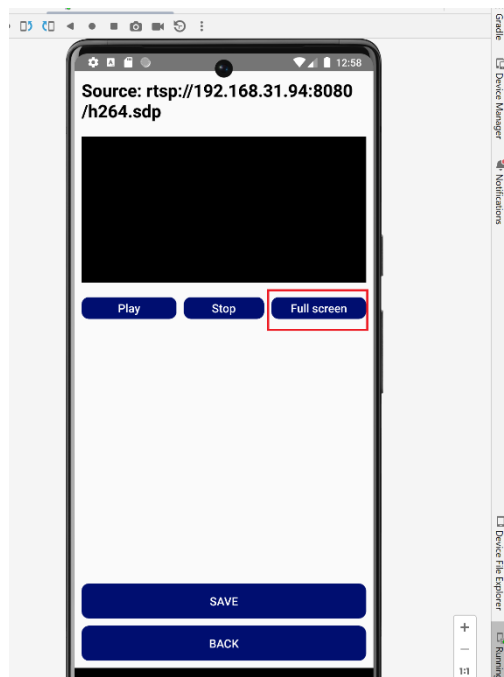 12:58
Source: rtsp://192.168.31.94:8080
/h264.sdp
Play
Stop
Full screen
SAVE
BACK
Gradle
Device Manager
Notifications
Device File Explorer
Running
1:1